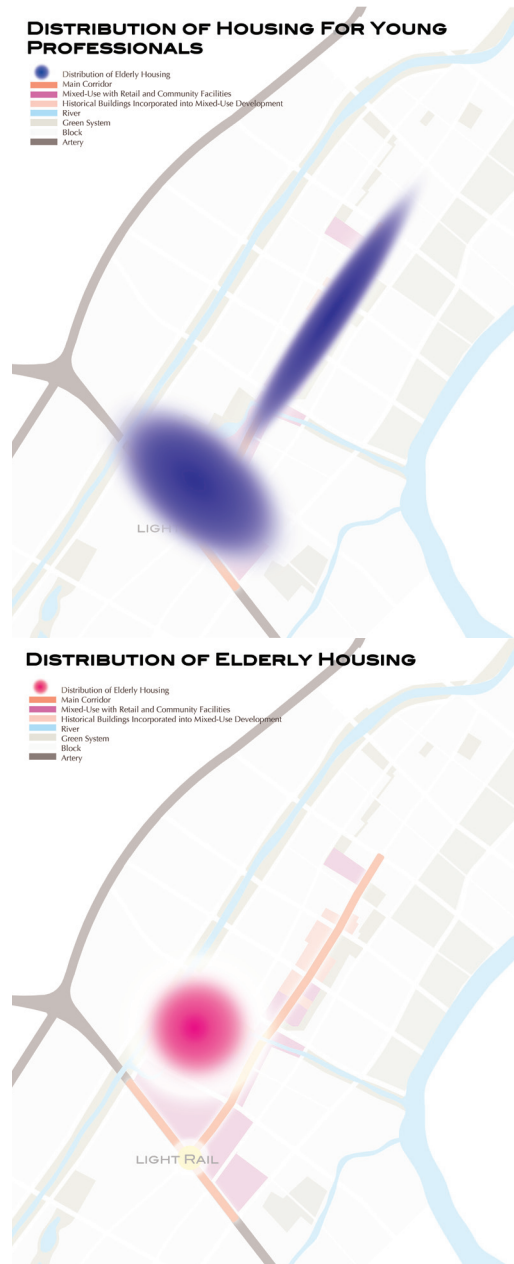 Distribution of Housing For Young
Professionals
Distribution of Elderly Housing
Main Corridor
Mixed-Use with Retail and Community Facilities
Historical Buildings Incorporated into Mixed-Use Development
River
Green System
Block
Artery
Ligh
Distribution of Elderly Housing
Distribution of Elderly Housing
Main Corridor
Mixed-Use with Retail and Community Facilities
Historical Buildings Incorporated into Mixed-Use Development
River
Green System
Block
Artery
Light Rail